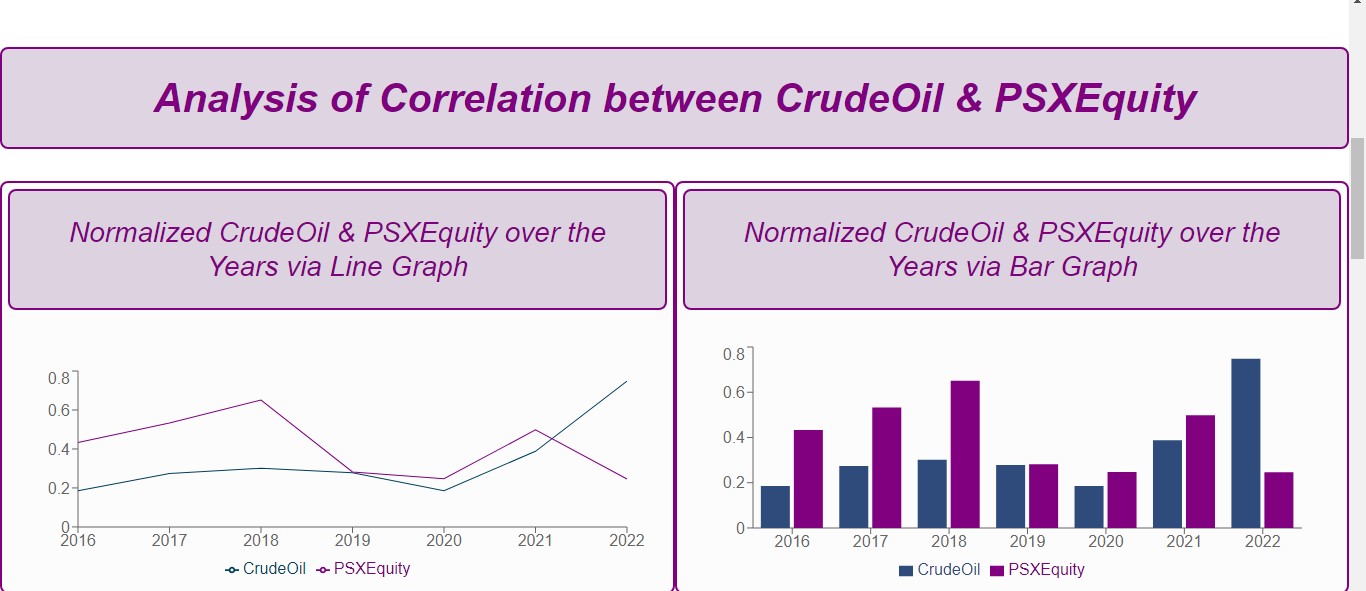 Analysis of Correlation between CrudeOil & PSXEquity
Normalized CrudeOil & PSXEquity over the
Years via Line Graph
0.8
0.6
0.4
0.2
0
2016 2017 2018 2019 2020 2021 2022
CrudeOil PSXEquity
Normalized CrudeOil & PSXEquity over the
Years via Bar Graph
0.8
0.6
0.4
0.2
0
2016 2017 2018 2019 2020 2021 2022
CrudeOil PSXEquity